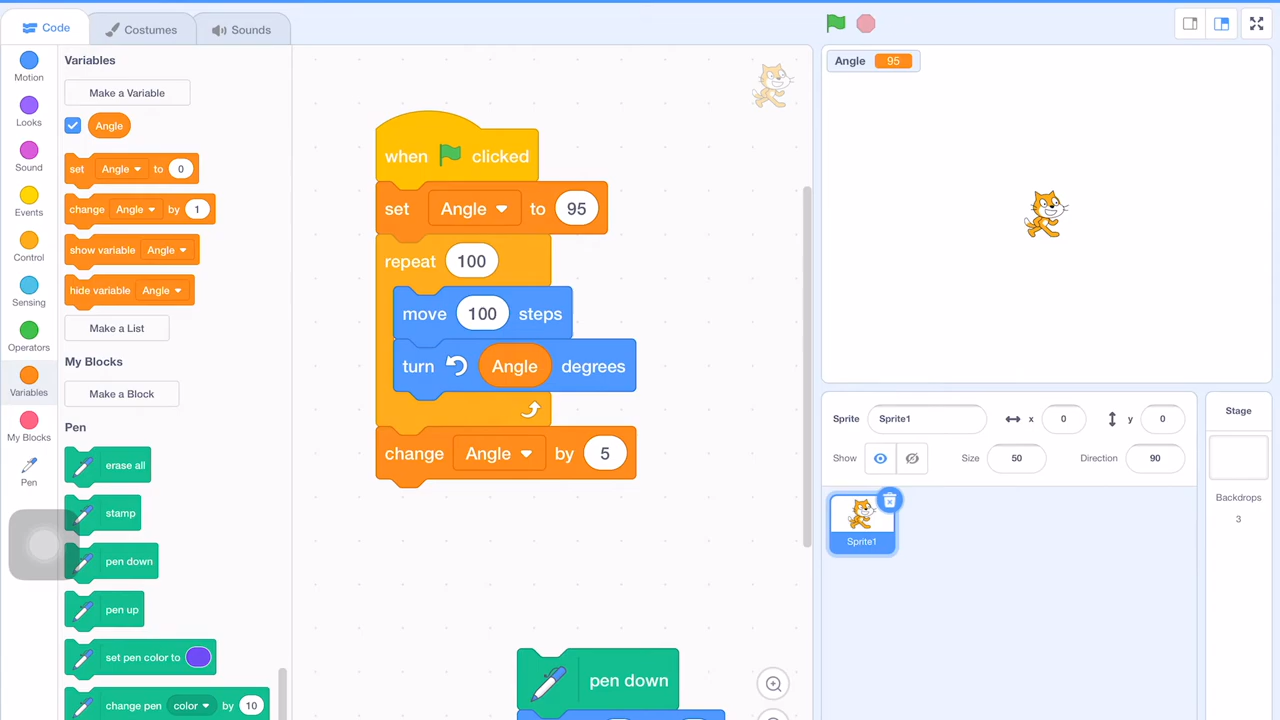 Code
Costumes
Sounds
Motion
Looks
Sound
Events
Control
Sensing
Operators
Variables
My Blocks
Pen
Variables
Make a Variable
Angle
set Angle to 0
change Angle by 1
show variable Angle
hide variable Angle
Make a List
My Blocks
Make a Block
Pen
erase all
stamp
pen down
pen up
set pen color to
change pen color by 10
when clicked
set Angle to 95
repeat 100
move 100 steps
turn Angle degrees
change Angle by 5
pen down
Angle 95
Sprite Sprite1 x 0 y 0
Show Size 50 Direction 90
Sprite1
Stage
Backdrops
3